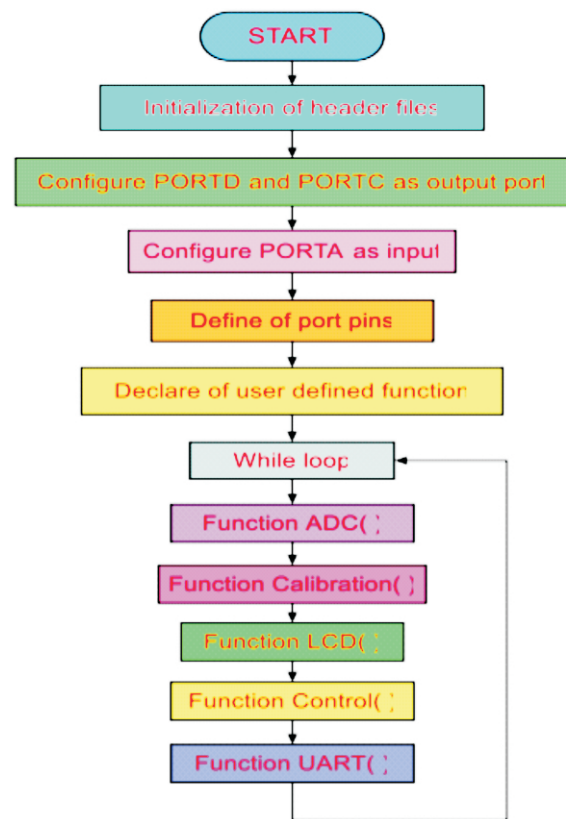 START
Initialization of header files
Configure PORTD and PORTC as output port
Configure PORTA as input
Define of port pins
Declare of user defined function
While loop
Function ADC( )
Function Calibration( )
Function LCD( )
Function Control( )
Function UART( )